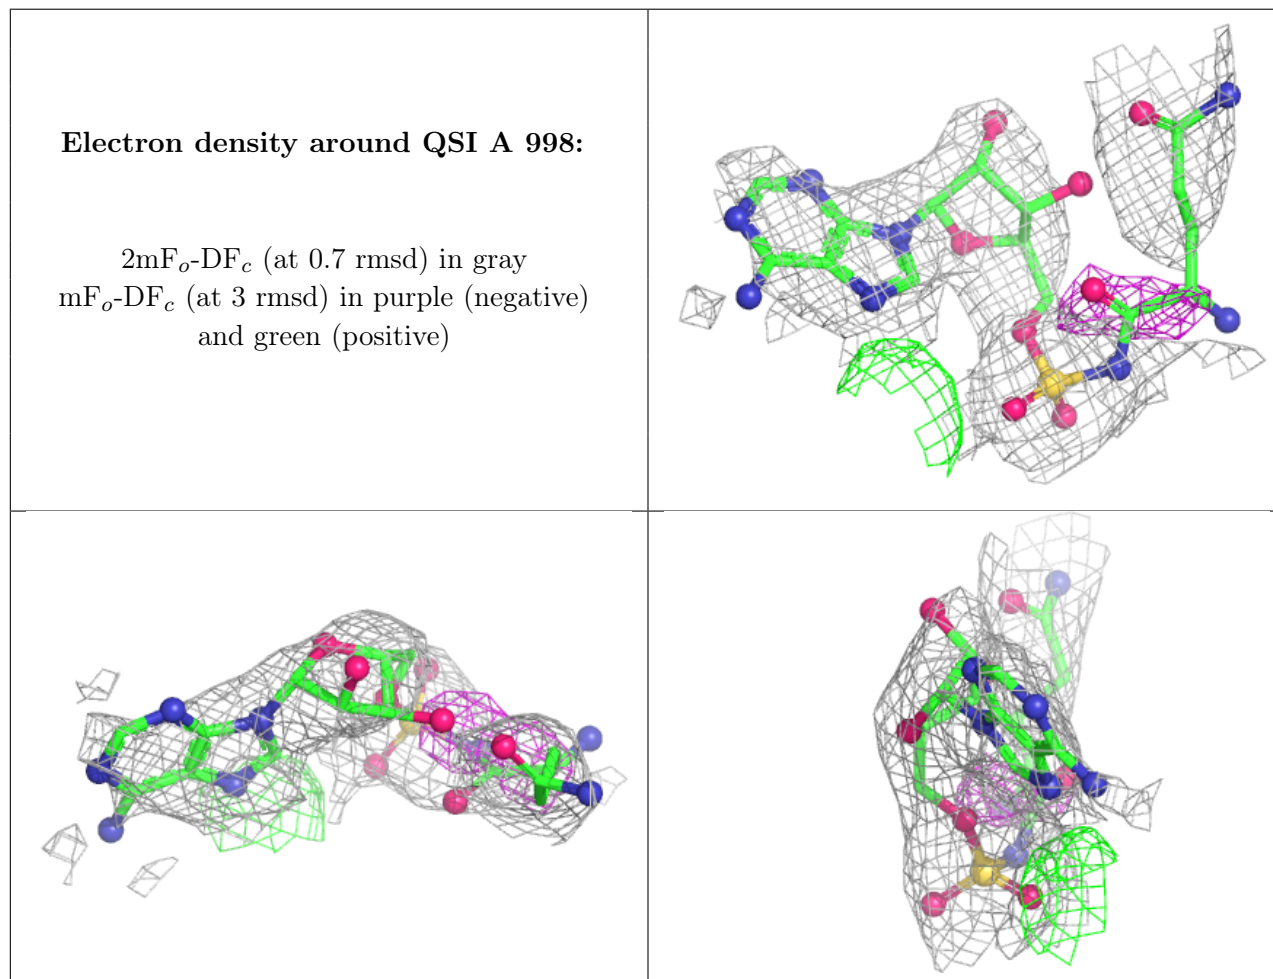 Electron density around QSI A 998:
2mFo-DFc (at 0.7 rmsd) in gray
mFo-DFc (at 3 rmsd) in purple (negative)
and green (positive)